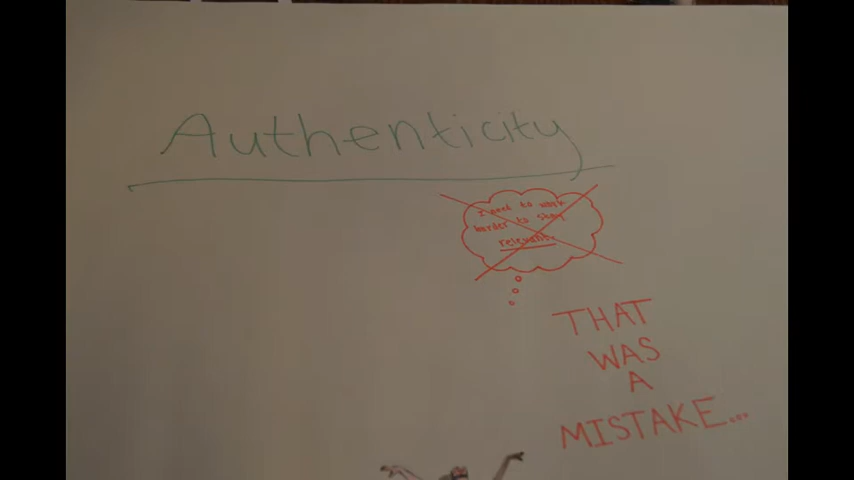 Authenticity
I need to work
harder to stay
relevant.
THAT
WAS
A
MISTAKE...